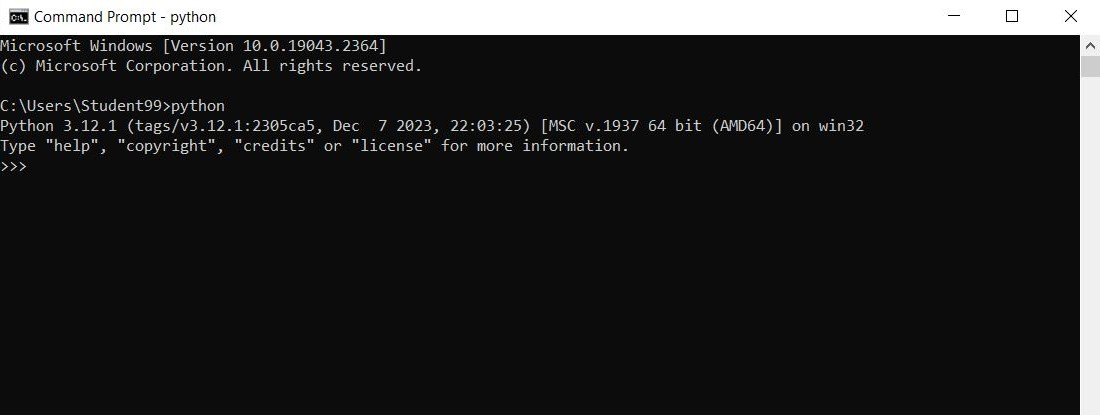 Command Prompt - python
Microsoft Windows [Version 10.0.19043.2364]
(c) Microsoft Corporation. All rights reserved.
C:\Users\Student99>python
Python 3.12.1 (tags/v3.12.1:2305ca5, Dec  7 2023, 22:03:25) [MSC v.1937 64 bit (AMD64)] on win32
Type "help", "copyright", "credits" or "license" for more information.
>>>